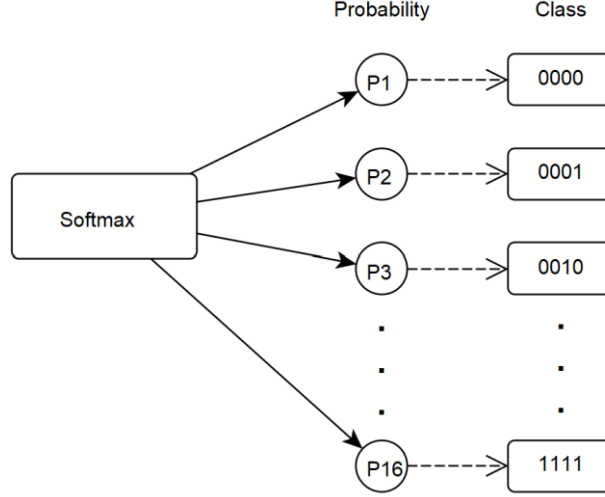 Probability Class
P1 0000
P2 0001
Softmax
P3 0010
P16 1111